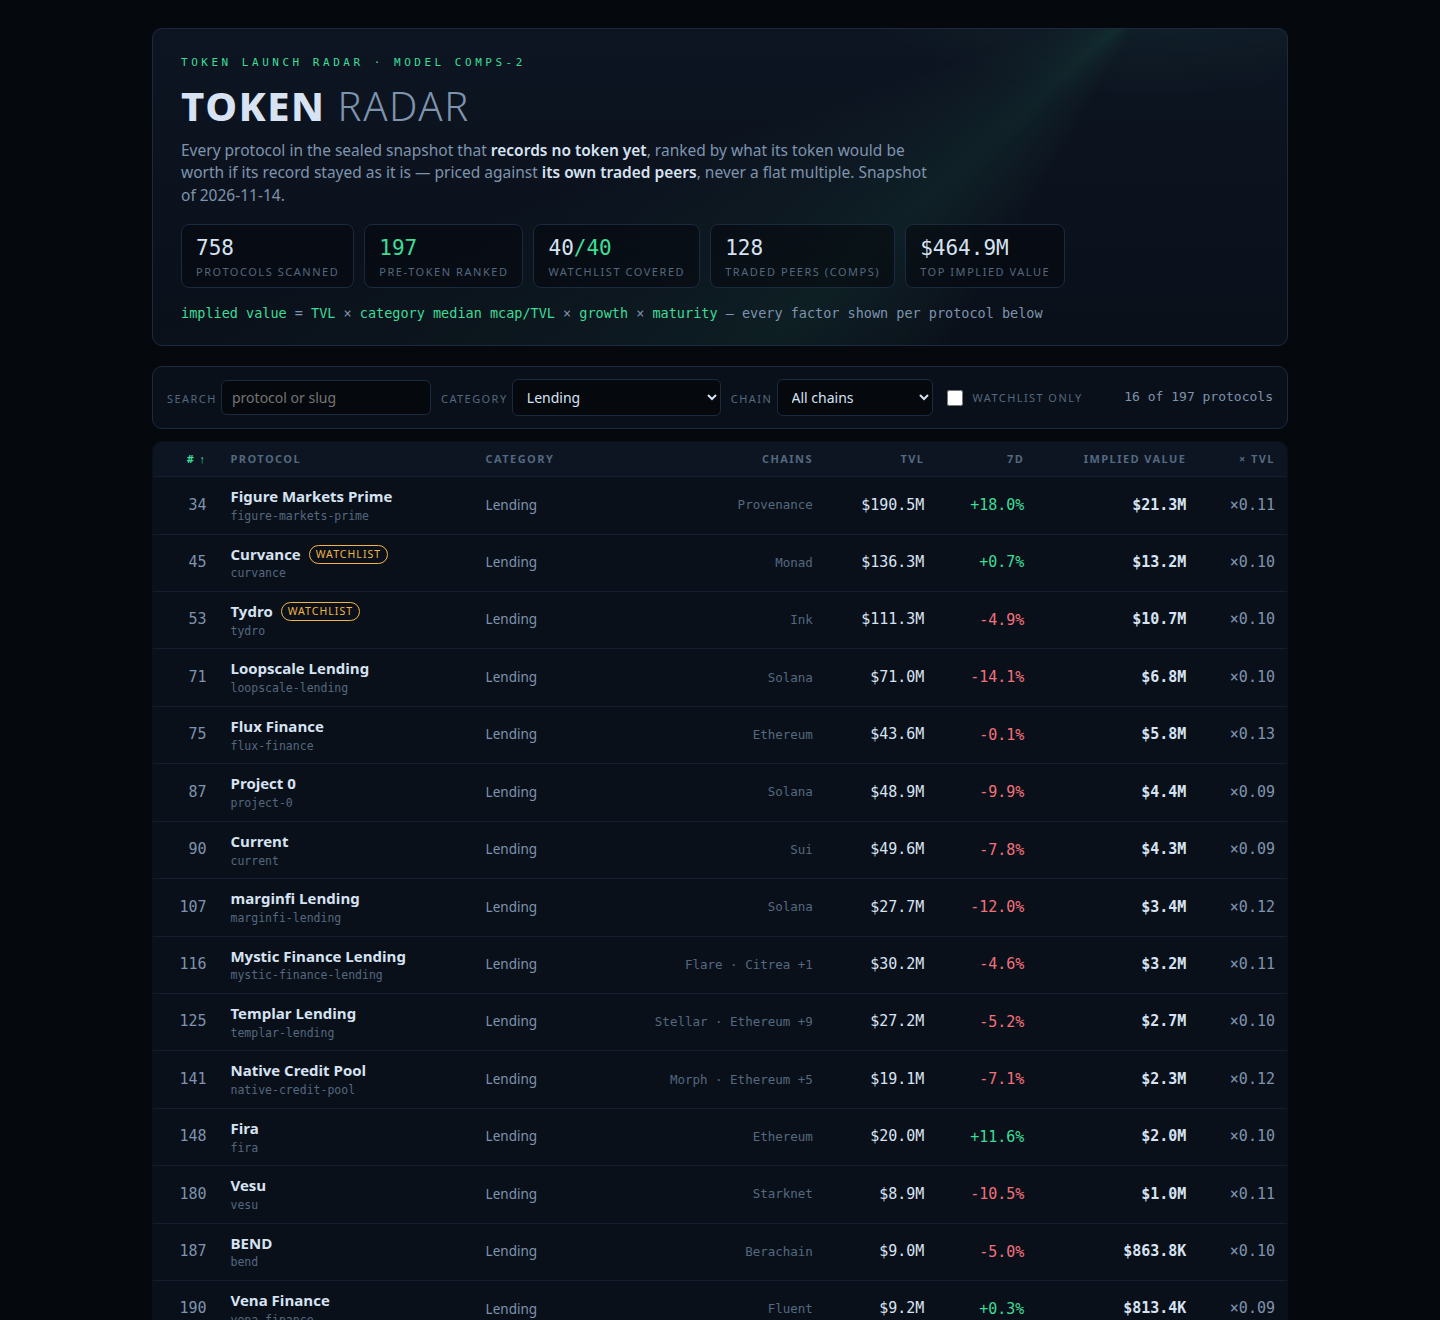 TOKEN LAUNCH RADAR · MODEL COMPS-2
TOKEN RADAR
Every protocol in the sealed snapshot that records no token yet, ranked by what its token would be
worth if its record stayed as it is — priced against its own traded peers, never a flat multiple. Snapshot
of 2026-11-14.
758 197 40/40 128 $464.9M
PROTOCOLS SCANNED PRE-TOKEN RANKED WATCHLIST COVERED TRADED PEERS (COMPS) TOP IMPLIED VALUE
implied value = TVL × category median mcap/TVL × growth × maturity — every factor shown per protocol below
SEARCH protocol or slug CATEGORY Lending CHAIN All chains WATCHLIST ONLY 16 of 197 protocols
# ↑ PROTOCOL CATEGORY CHAINS TVL 7D IMPLIED VALUE × TVL
34 Figure Markets Prime Lending Provenance $190.5M +18.0% $21.3M ×0.11
figure-markets-prime
45 Curvance WATCHLIST Lending Monad $136.3M +0.7% $13.2M ×0.10
curvance
53 Tydro WATCHLIST Lending Ink $111.3M -4.9% $10.7M ×0.10
tydro
71 Loopscale Lending Lending Solana $71.0M -14.1% $6.8M ×0.10
loopscale-lending
75 Flux Finance Lending Ethereum $43.6M -0.1% $5.8M ×0.13
flux-finance
87 Project 0 Lending Solana $48.9M -9.9% $4.4M ×0.09
project-0
90 Current Lending Sui $49.6M -7.8% $4.3M ×0.09
current
107 marginfi Lending Lending Solana $27.7M -12.0% $3.4M ×0.12
marginfi-lending
116 Mystic Finance Lending Lending Flare · Citrea +1 $30.2M -4.6% $3.2M ×0.11
mystic-finance-lending
125 Templar Lending Lending Stellar · Ethereum +9 $27.2M -5.2% $2.7M ×0.10
templar-lending
141 Native Credit Pool Lending Morph · Ethereum +5 $19.1M -7.1% $2.3M ×0.12
native-credit-pool
148 Fira Lending Ethereum $20.0M +11.6% $2.0M ×0.10
fira
180 Vesu Lending Starknet $8.9M -10.5% $1.0M ×0.11
vesu
187 BEND Lending Berachain $9.0M -5.0% $863.8K ×0.10
bend
190 Vena Finance Lending Fluent $9.2M +0.3% $813.4K ×0.09
vena-finance